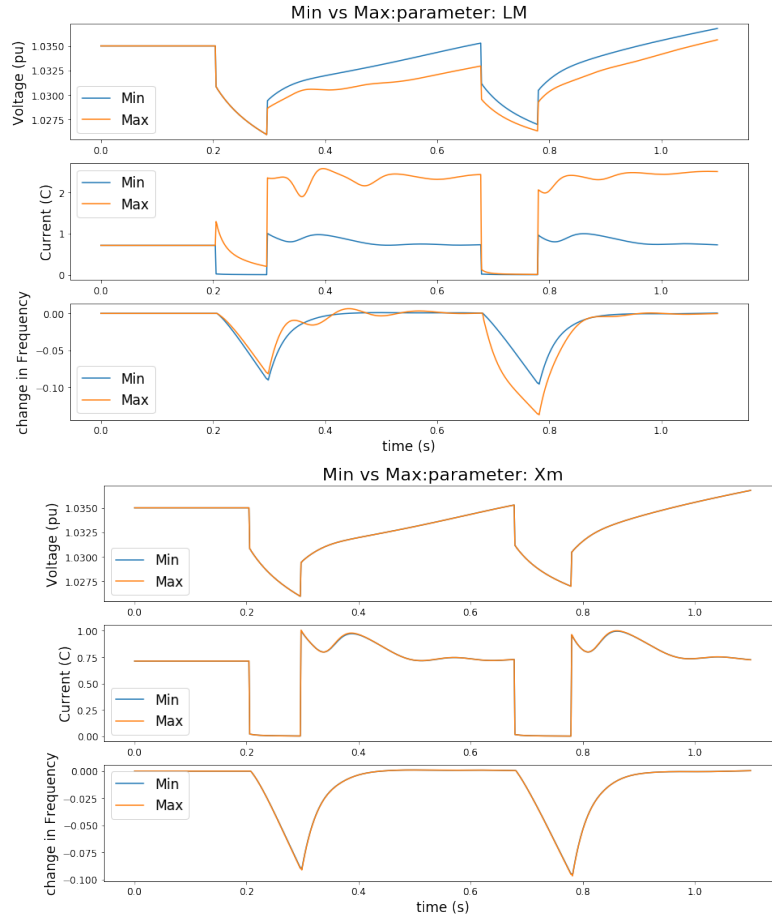 Min vs Max:parameter: LM
Voltage (pu)
1.0350
1.0325
1.0300
1.0275
Min
Max
0.0 0.2 0.4 0.6 0.8 1.0
Current (C)
2
1
0
Min
Max
0.0 0.2 0.4 0.6 0.8 1.0
change in Frequency
0.00
−0.05
−0.10
Min
Max
0.0 0.2 0.4 0.6 0.8 1.0
time (s)
Min vs Max:parameter: Xm
Voltage (pu)
1.0350
1.0325
1.0300
1.0275
Min
Max
0.0 0.2 0.4 0.6 0.8 1.0
Current (C)
1.00
0.75
0.50
0.25
0.00
Min
Max
0.0 0.2 0.4 0.6 0.8 1.0
change in Frequency
0.000
−0.025
−0.050
−0.075
−0.100
Min
Max
0.0 0.2 0.4 0.6 0.8 1.0
time (s)